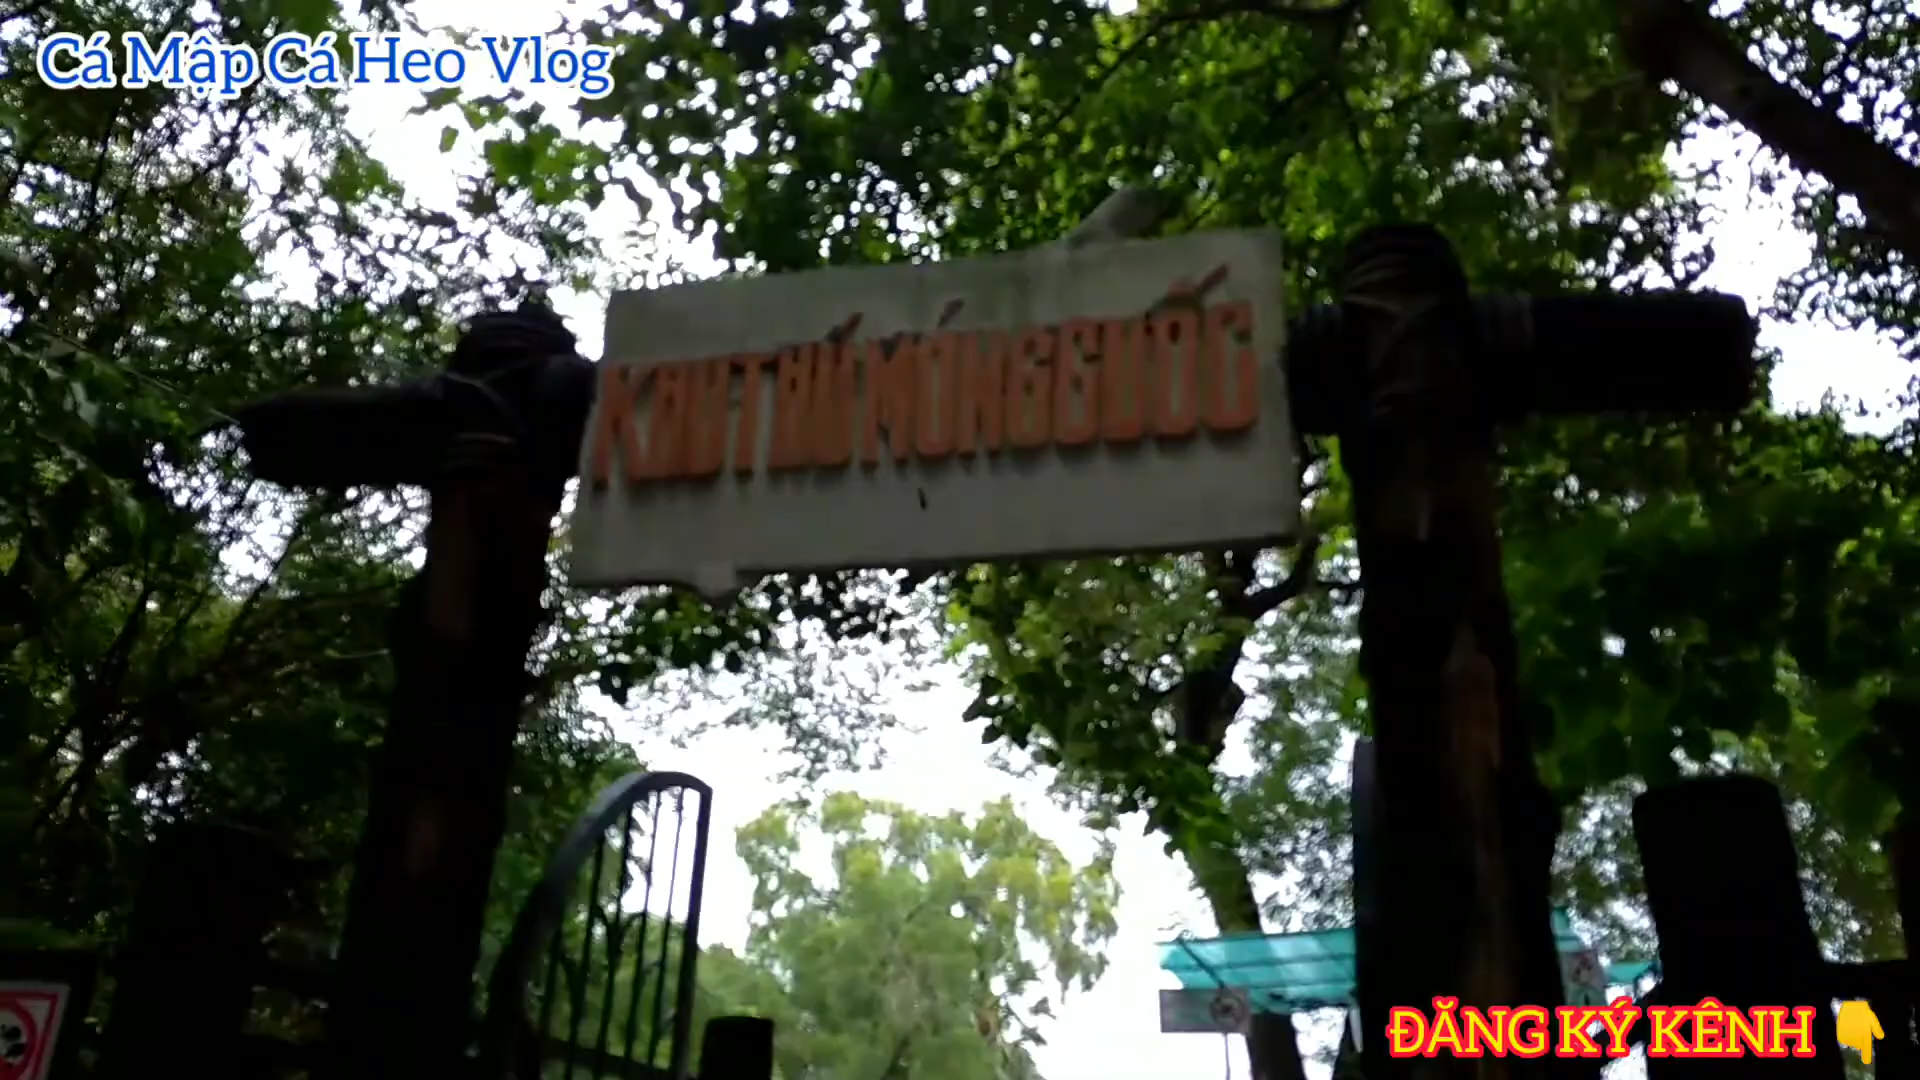 Cá Mập Cá Heo Vlog
KHU THÚ MÓNG GUỐC
ĐĂNG KÝ KÊNH 👇